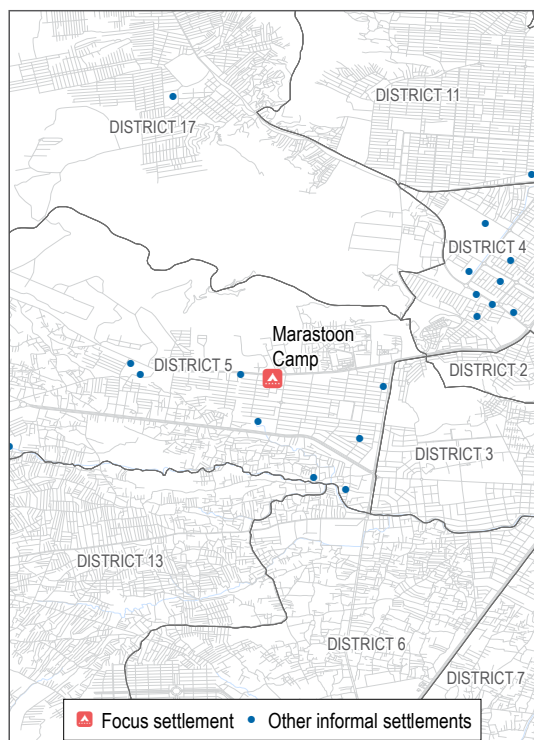 DISTRICT 11
DISTRICT 17
DISTRICT 4
Marastoon
Camp
DISTRICT 5
DISTRICT 2
DISTRICT 3
DISTRICT 13
DISTRICT 6
DISTRICT 7
Focus settlement
Other informal settlements